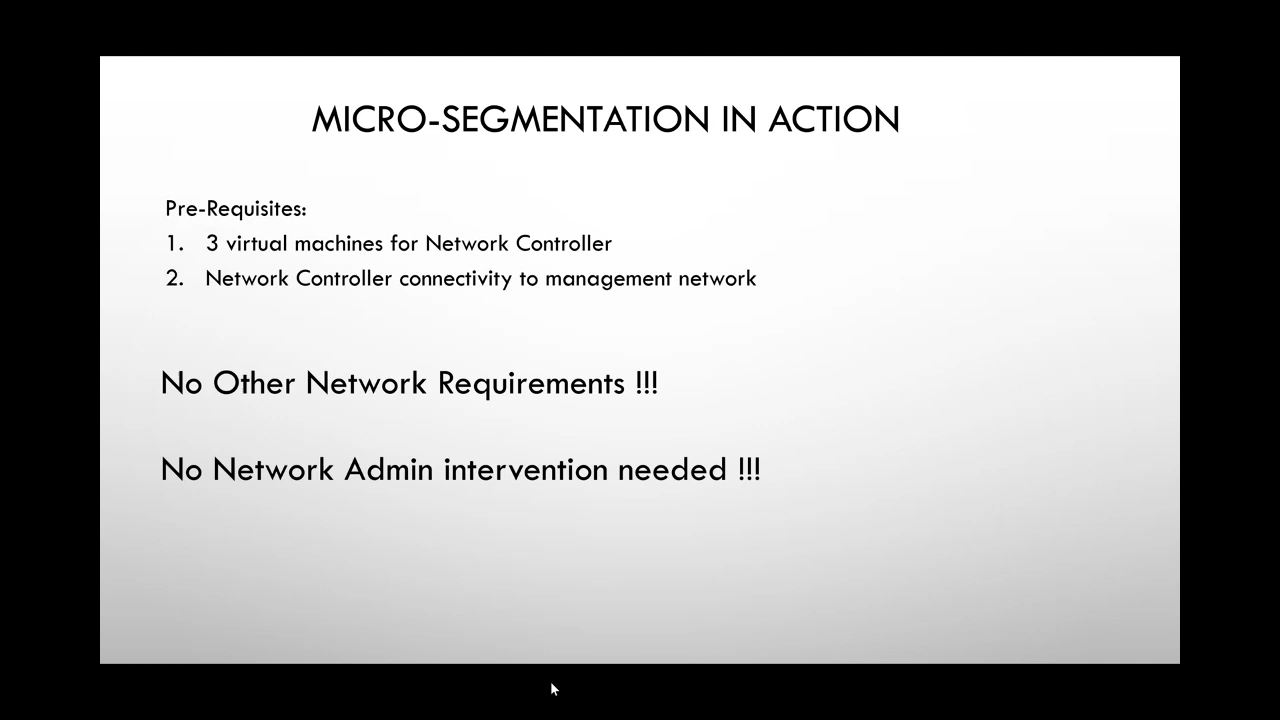 MICRO-SEGMENTATION IN ACTION
Pre-Requisites:
1. 3 virtual machines for Network Controller
2. Network Controller connectivity to management network
No Other Network Requirements !!!
No Network Admin intervention needed !!!